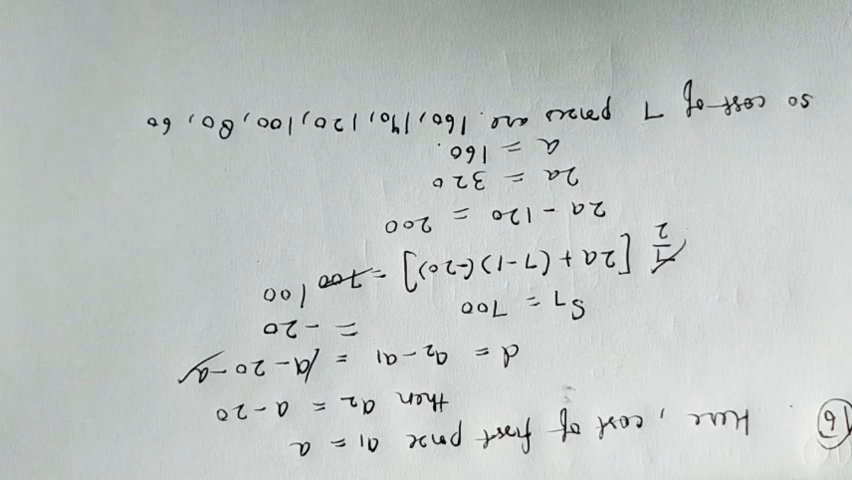 16. Here, cost of first prize a₁ = a
then a₂ = a-20
d = a₂-a₁ = a-20-a
= -20
S₇ = 700
7/2 [2a+(7-1)(-20)] = 700 100
2a - 120 = 200
2a = 320
a = 160.
So cost of 7 prizes are 160, 140, 120, 100, 80, 60